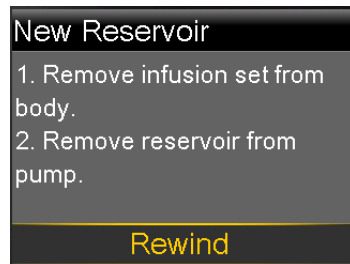 New Reservoir
1. Remove infusion set from
body.
2. Remove reservoir from
pump.
Rewind